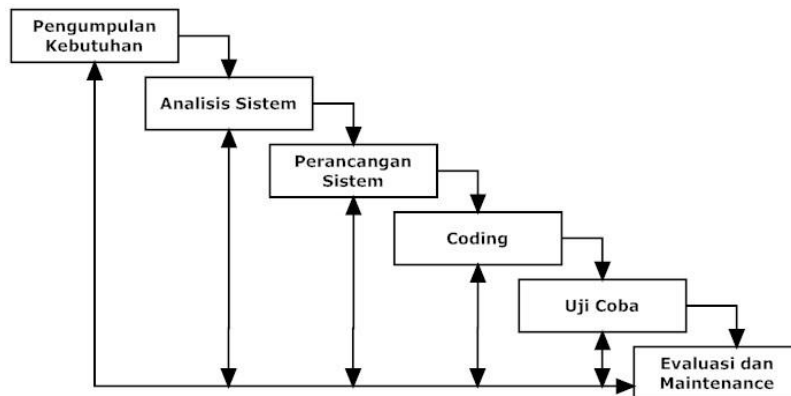 Pengumpulan
Kebutuhan
Analisis Sistem
Perancangan
Sistem
Coding
Uji Coba
Evaluasi dan
Maintenance